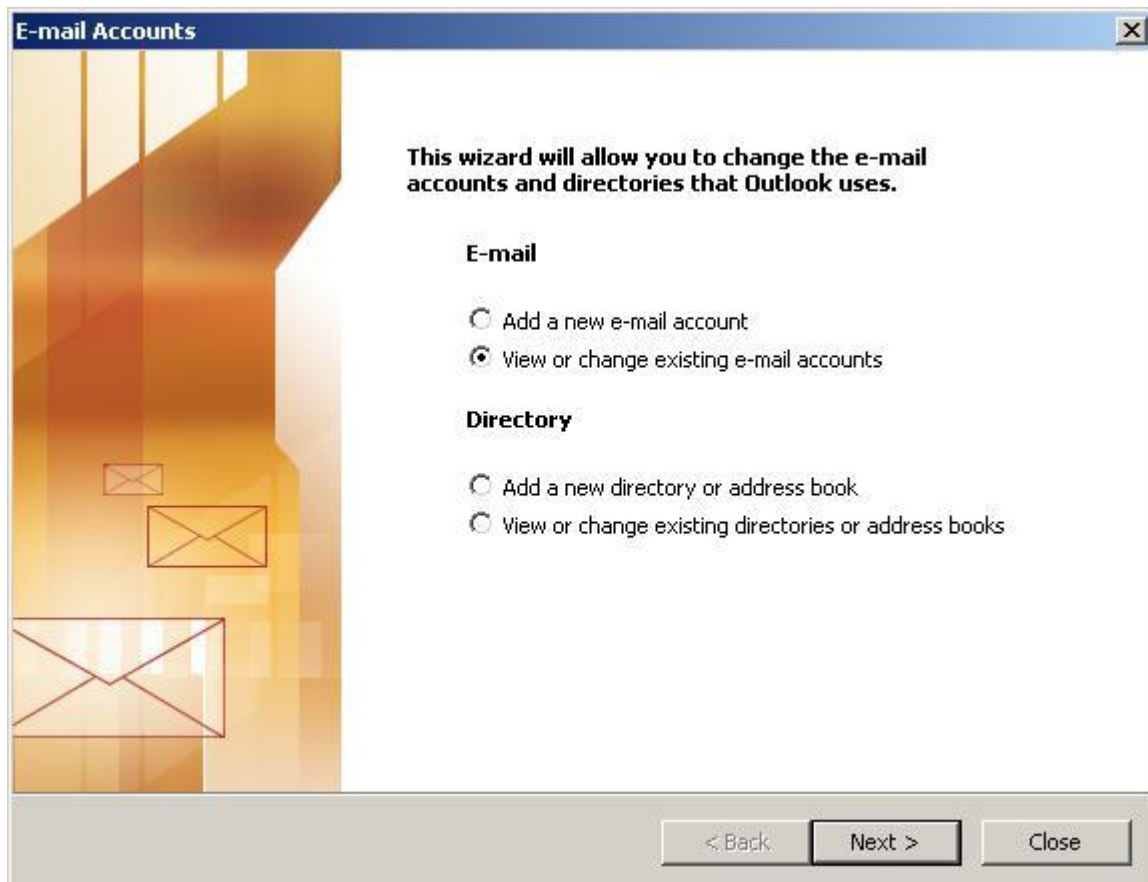 E-mail Accounts
This wizard will allow you to change the e-mail
accounts and directories that Outlook uses.
E-mail
Add a new e-mail account
View or change existing e-mail accounts
Directory
Add a new directory or address book
View or change existing directories or address books
< Back
Next >
Close